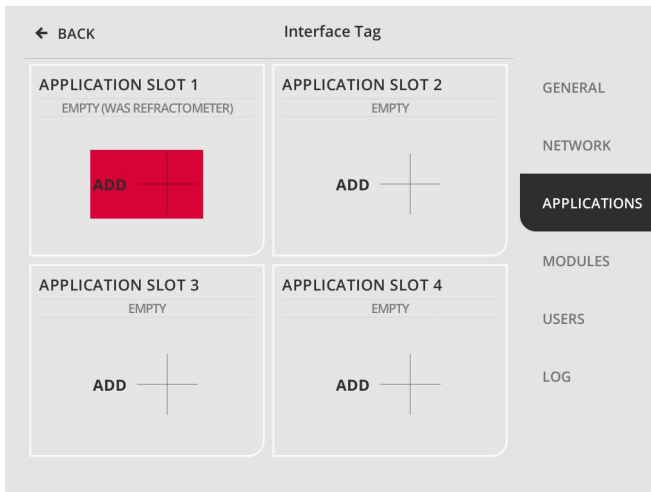 BACK
Interface Tag
APPLICATION SLOT 1
EMPTY (WAS REFRACTOMETER)
ADD
APPLICATION SLOT 2
EMPTY
ADD
APPLICATION SLOT 3
EMPTY
ADD
APPLICATION SLOT 4
EMPTY
ADD
GENERAL
NETWORK
APPLICATIONS
MODULES
USERS
LOG